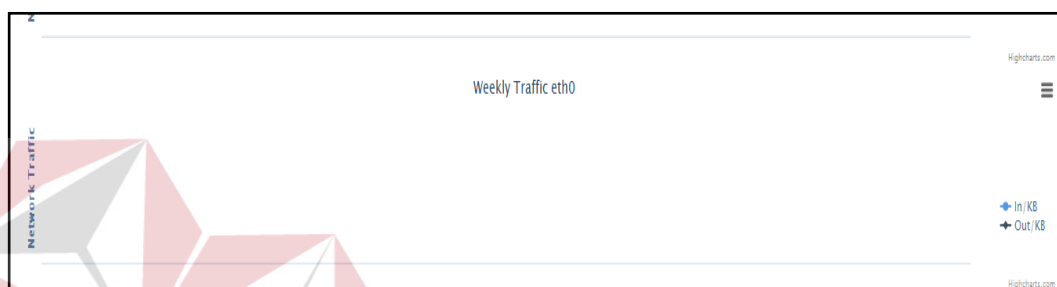 N
Highcharts.com
Weekly Traffic eth0
Network Traffic
In/KB
Out/KB
Highcharts.com